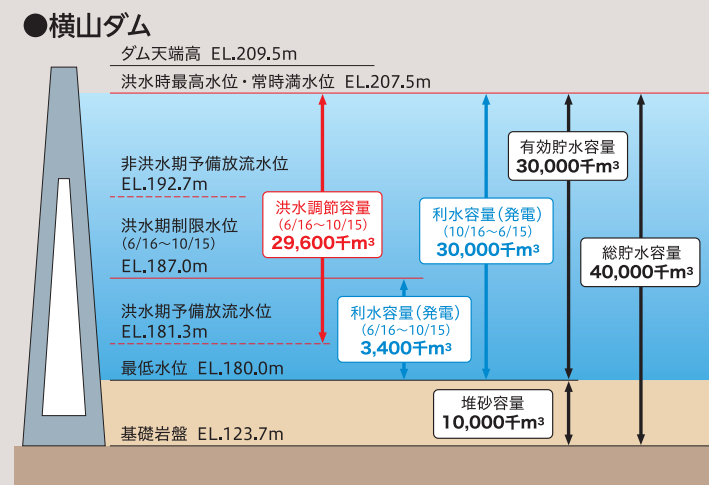 ●横山ダム
ダム天端高 EL.209.5m
洪水時最高水位・常時満水位 EL.207.5m
非洪水期予備放流水位
EL.192.7m
洪水期制限水位
(6/16〜10/15)
EL.187.0m
洪水期予備放流水位
EL.181.3m
最低水位 EL.180.0m
基礎岩盤 EL.123.7m
洪水調節容量
(6/16〜10/15)
29,600千m³
利水容量(発電)
(6/16〜10/15)
3,400千m³
利水容量(発電)
(10/16〜6/15)
30,000千m³
有効貯水容量
30,000千m³
堆砂容量
10,000千m³
総貯水容量
40,000千m³